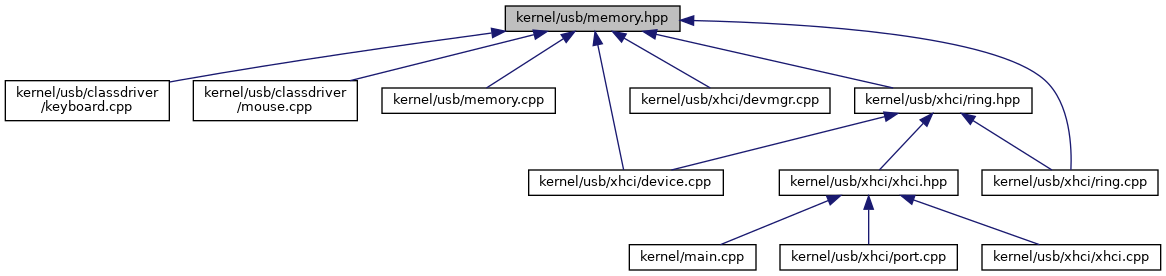 kernel/usb/memory.hpp
kernel/usb/classdriver
/keyboard.cpp
kernel/usb/classdriver
/mouse.cpp
kernel/usb/memory.cpp
kernel/usb/xhci/devmgr.cpp
kernel/usb/xhci/ring.hpp
kernel/usb/xhci/device.cpp
kernel/usb/xhci/xhci.hpp
kernel/usb/xhci/ring.cpp
kernel/main.cpp
kernel/usb/xhci/port.cpp
kernel/usb/xhci/xhci.cpp